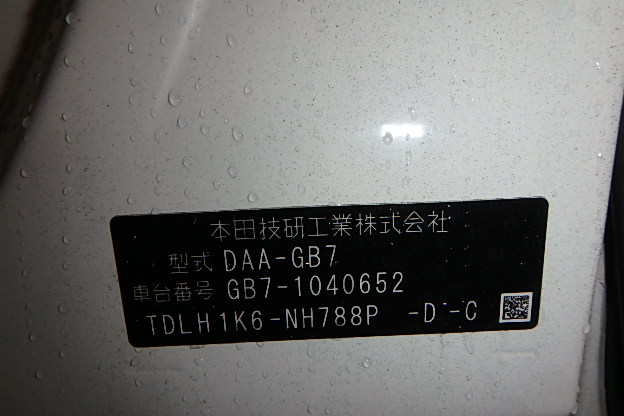 本田技研工業株式会社
型式 DAA-GB7
車台番号 GB7-1040652
TDLH1K6-NH788P -D -C